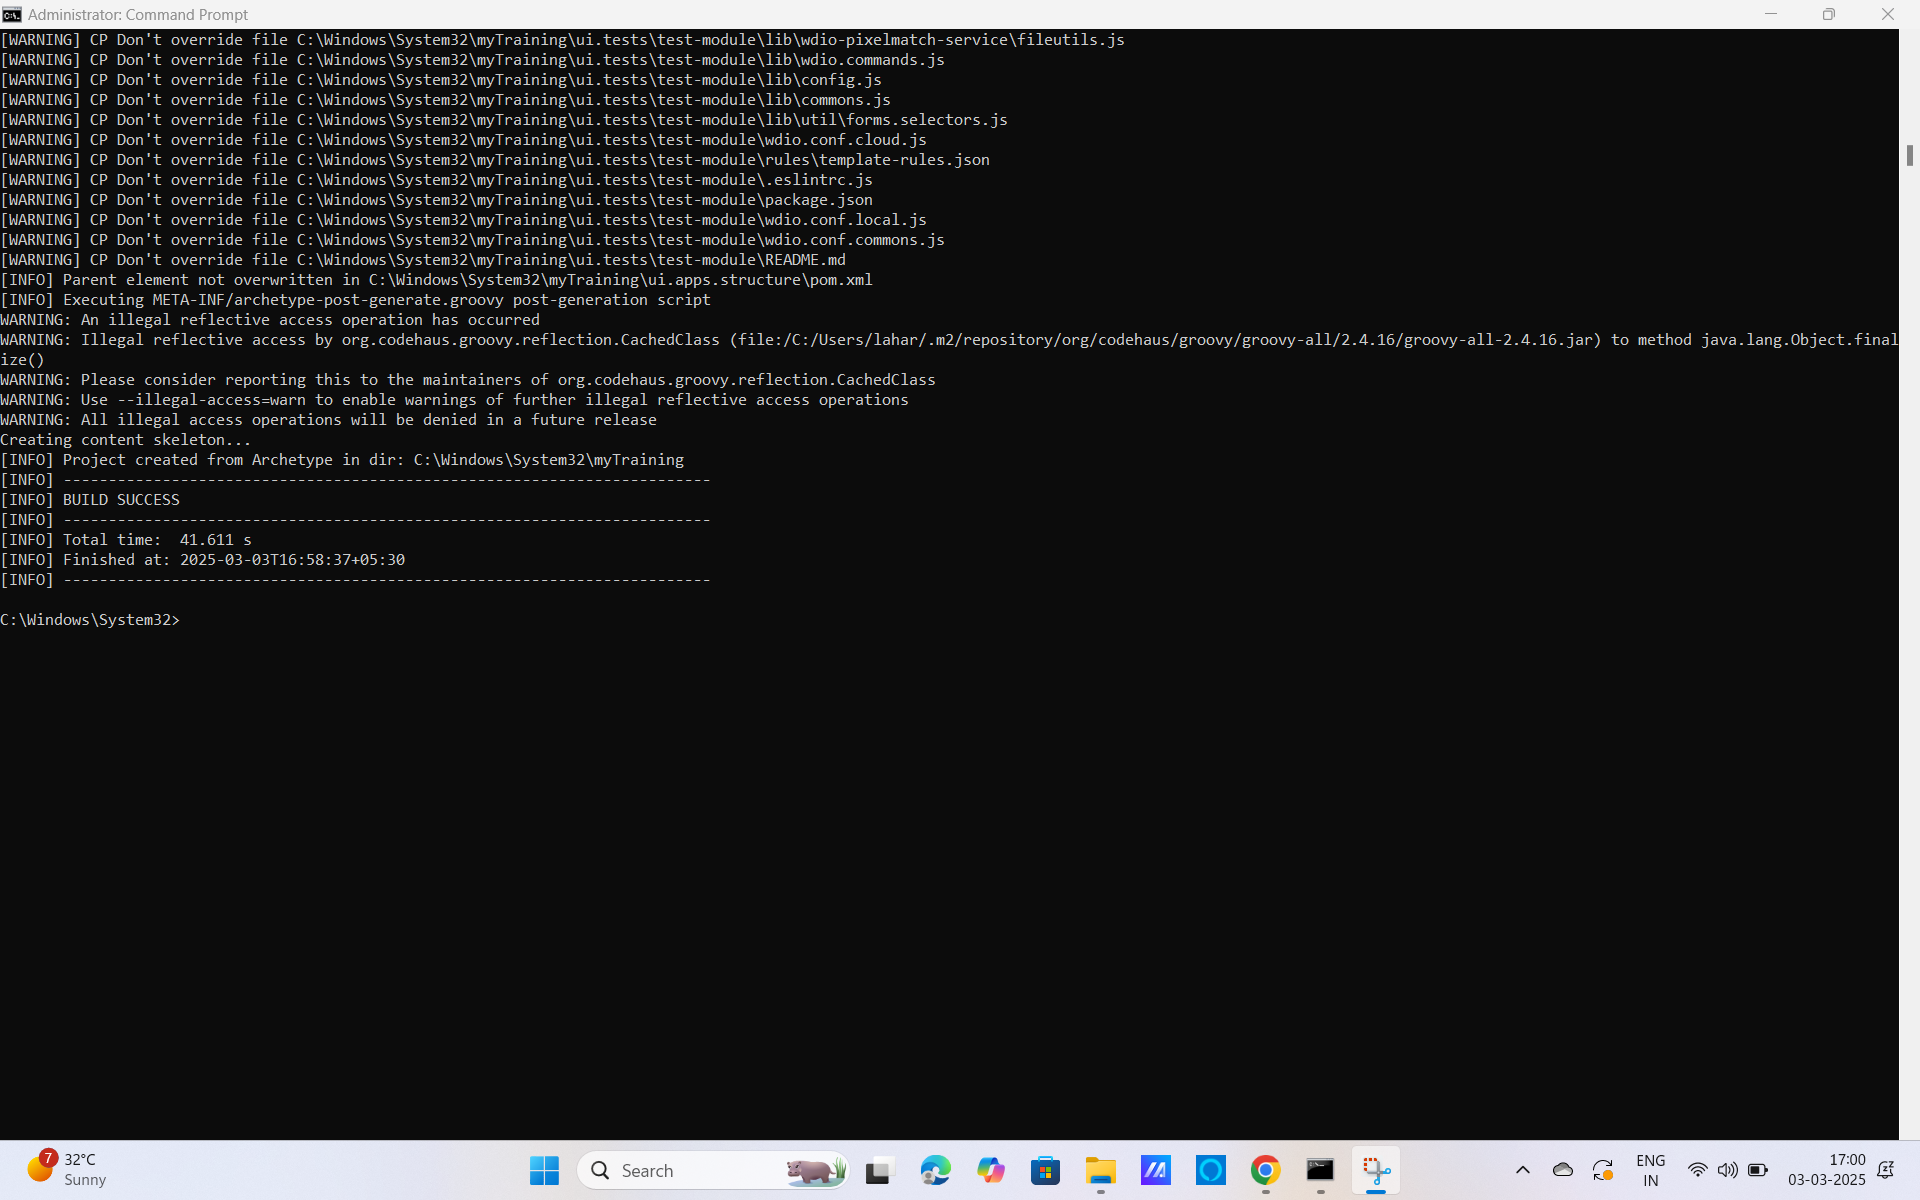 Administrator: Command Prompt
[WARNING] CP Don't override file C:\Windows\System32\myTraining\ui.tests\test-module\lib\wdio-pixelmatch-service\fileutils.js
[WARNING] CP Don't override file C:\Windows\System32\myTraining\ui.tests\test-module\lib\wdio.commands.js
[WARNING] CP Don't override file C:\Windows\System32\myTraining\ui.tests\test-module\lib\config.js
[WARNING] CP Don't override file C:\Windows\System32\myTraining\ui.tests\test-module\lib\commons.js
[WARNING] CP Don't override file C:\Windows\System32\myTraining\ui.tests\test-module\lib\util\forms.selectors.js
[WARNING] CP Don't override file C:\Windows\System32\myTraining\ui.tests\test-module\wdio.conf.cloud.js
[WARNING] CP Don't override file C:\Windows\System32\myTraining\ui.tests\test-module\rules\template-rules.json
[WARNING] CP Don't override file C:\Windows\System32\myTraining\ui.tests\test-module\.eslintrc.js
[WARNING] CP Don't override file C:\Windows\System32\myTraining\ui.tests\test-module\package.json
[WARNING] CP Don't override file C:\Windows\System32\myTraining\ui.tests\test-module\wdio.conf.local.js
[WARNING] CP Don't override file C:\Windows\System32\myTraining\ui.tests\test-module\wdio.conf.commons.js
[WARNING] CP Don't override file C:\Windows\System32\myTraining\ui.tests\test-module\README.md
[INFO] Parent element not overwritten in C:\Windows\System32\myTraining\ui.apps.structure\pom.xml
[INFO] Executing META-INF/archetype-post-generate.groovy post-generation script
WARNING: An illegal reflective access operation has occurred
WARNING: Illegal reflective access by org.codehaus.groovy.reflection.CachedClass (file:/C:/Users/lahar/.m2/repository/org/codehaus/groovy/groovy-all/2.4.16/groovy-all-2.4.16.jar) to method java.lang.Object.final
ize()
WARNING: Please consider reporting this to the maintainers of org.codehaus.groovy.reflection.CachedClass
WARNING: Use --illegal-access=warn to enable warnings of further illegal reflective access operations
WARNING: All illegal access operations will be denied in a future release
Creating content skeleton...
[INFO] Project created from Archetype in dir: C:\Windows\System32\myTraining
[INFO] ------------------------------------------------------------------------
[INFO] BUILD SUCCESS
[INFO] ------------------------------------------------------------------------
[INFO] Total time:  41.611 s
[INFO] Finished at: 2025-03-03T16:58:37+05:30
[INFO] ------------------------------------------------------------------------
C:\Windows\System32>
7
32°C
Sunny
Search
ENG
IN
17:00
03-03-2025